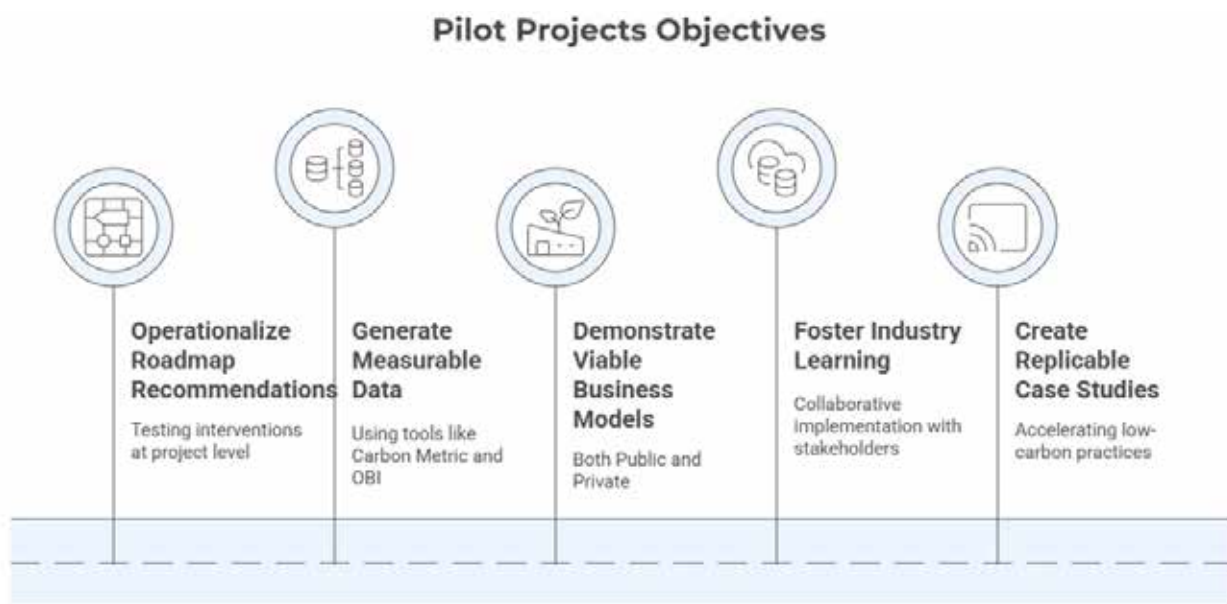 Pilot Projects Objectives
Operationalize
Roadmap
Recommendations
Testing interventions
at project level
Generate
Measurable
Data
Using tools like
Carbon Metric and
OBI
Demonstrate
Viable
Business
Models
Both Public and
Private
Foster Industry
Learning
Collaborative
implementation with
stakeholders
Create
Replicable
Case Studies
Accelerating low-
carbon practices